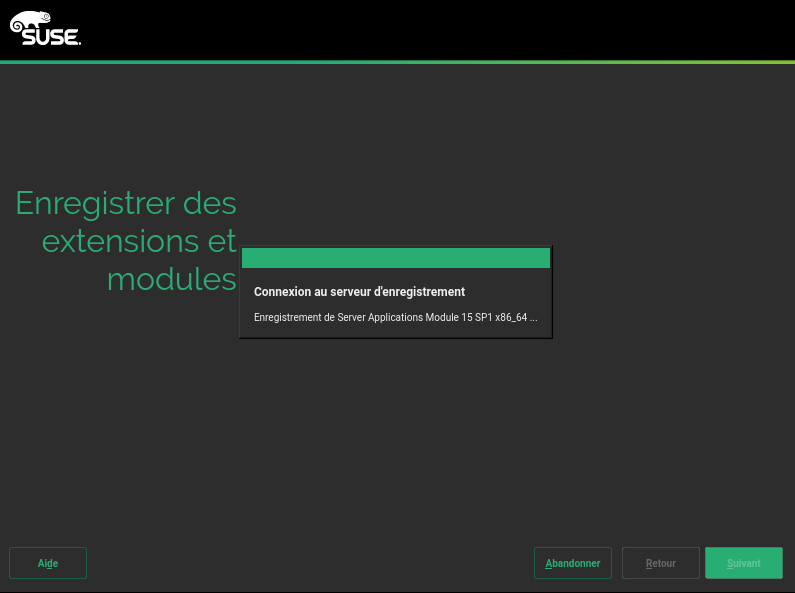 SUSE.
Enregistrer des
extensions et
modules
Connexion au serveur d'enregistrement
Enregistrement de Server Applications Module 15 SP1 x86_64 ...
Aide
Abandonner
Retour
Suivant